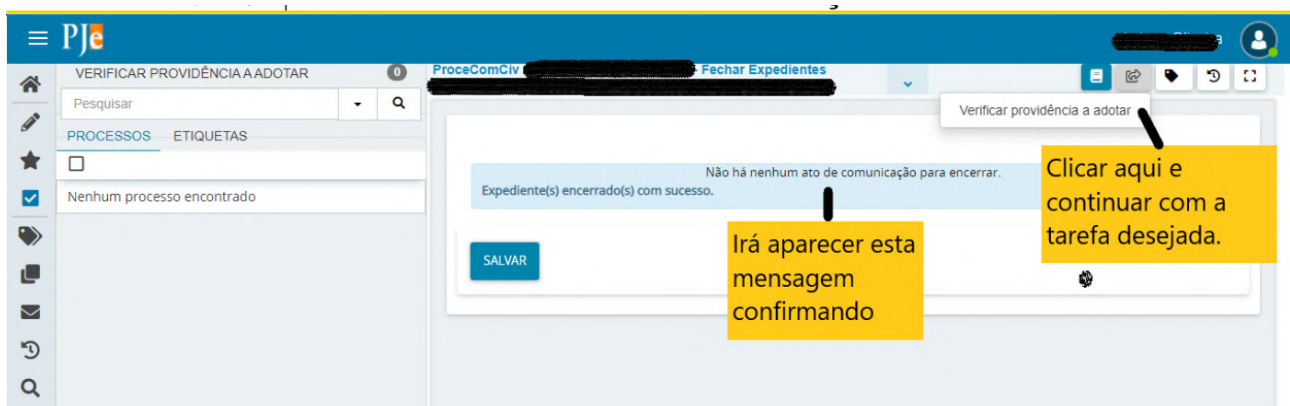 PJe
VERIFICAR PROVIDÊNCIA A ADOTAR 0
Pesquisar
PROCESSOS ETIQUETAS
Nenhum processo encontrado
ProceComCiv Fechar Expedientes
Verificar providência a adotar
Não há nenhum ato de comunicação para encerrar.
Expediente(s) encerrado(s) com sucesso.
SALVAR
Irá aparecer esta
mensagem
confirmando
Clicar aqui e
continuar com a
tarefa desejada.